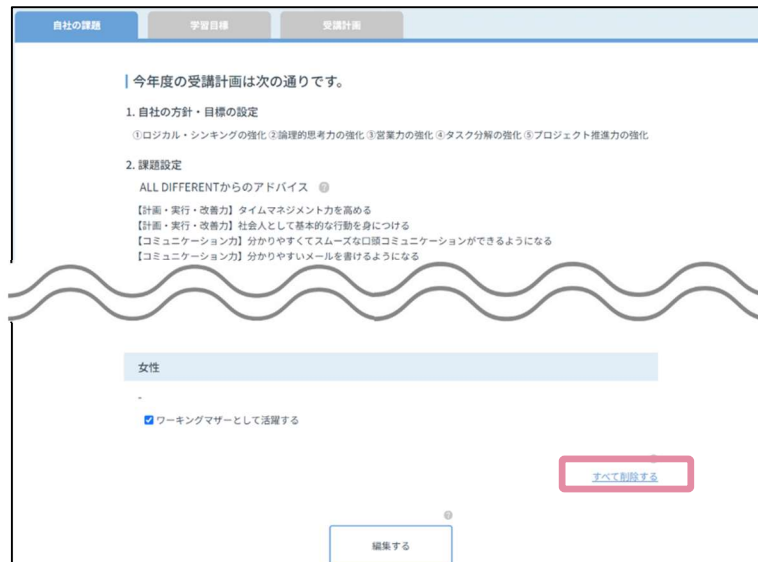 自社の課題
学習目標
受講計画
今年度の受講計画は次の通りです。
1. 自社の方針・目標の設定
①ロジカル・シンキングの強化 ②論理的思考力の強化 ③営業力の強化 ④タスク分解の強化 ⑤プロジェクト推進力の強化
2. 課題設定
ALL DIFFERENTからのアドバイス ?
【計画・実行・改善力】タイムマネジメント力を高める
【計画・実行・改善力】社会人として基本的な行動を身につける
【コミュニケーション力】分かりやすくてスムーズな口頭コミュニケーションができるようになる
【コミュニケーション力】分かりやすいメールを書けるようになる
女性
-
ワーキングマザーとして活躍する
すべて削除する
?
編集する